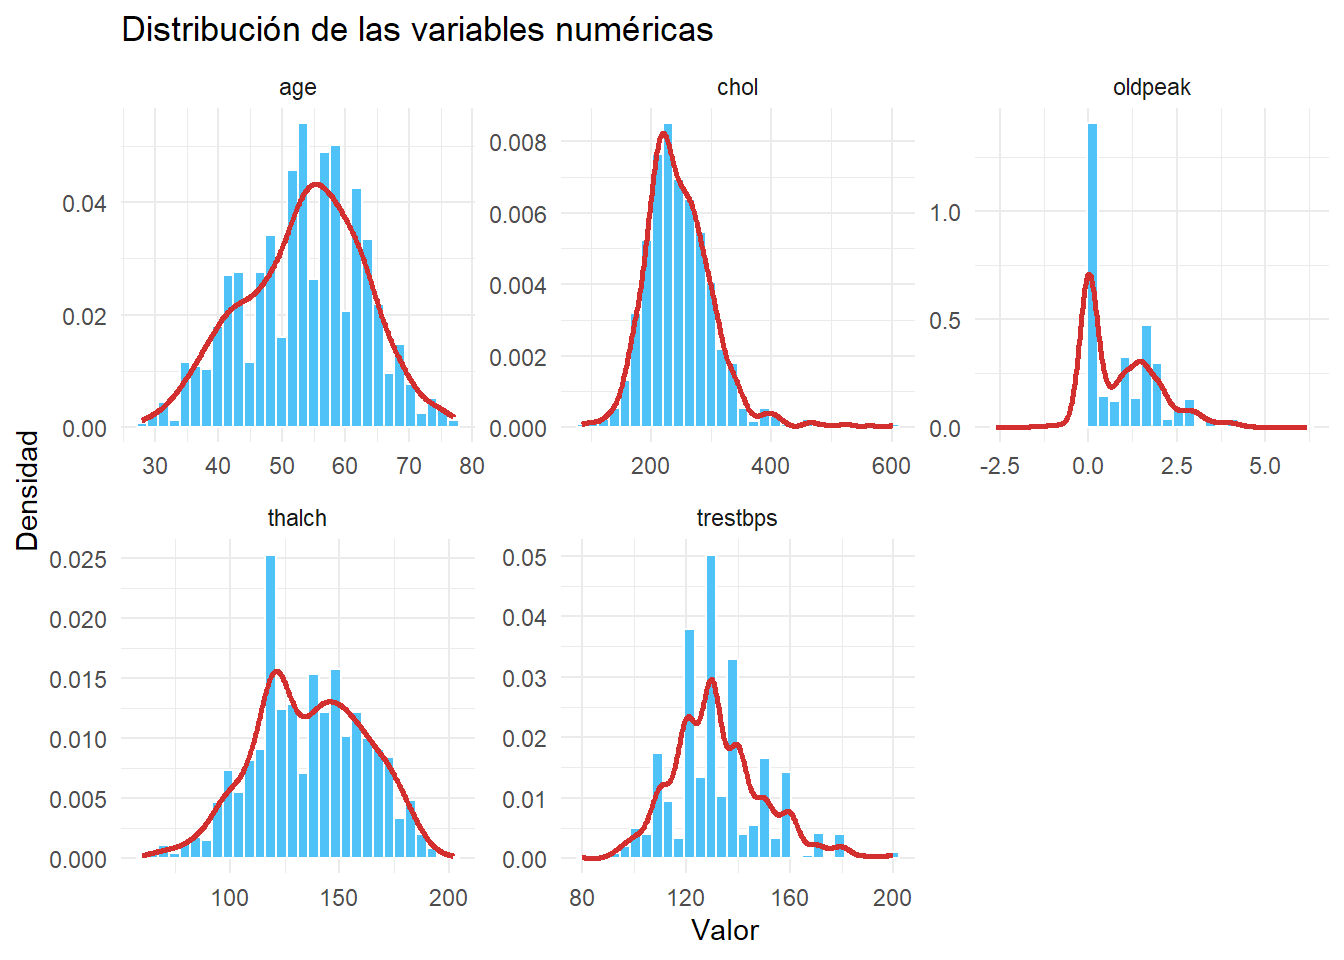 Distribución de las variables numéricas
age
chol
oldpeak
0.04
0.02
0.00
30 40 50 60 70 80
0.008
0.006
0.004
0.002
0.000
200 400 600
1.0
0.5
0.0
-2.5 0.0 2.5 5.0
Densidad
thalch
trestbps
0.025
0.020
0.015
0.010
0.005
0.000
100 150 200
0.05
0.04
0.03
0.02
0.01
0.00
80 120 160 200
Valor